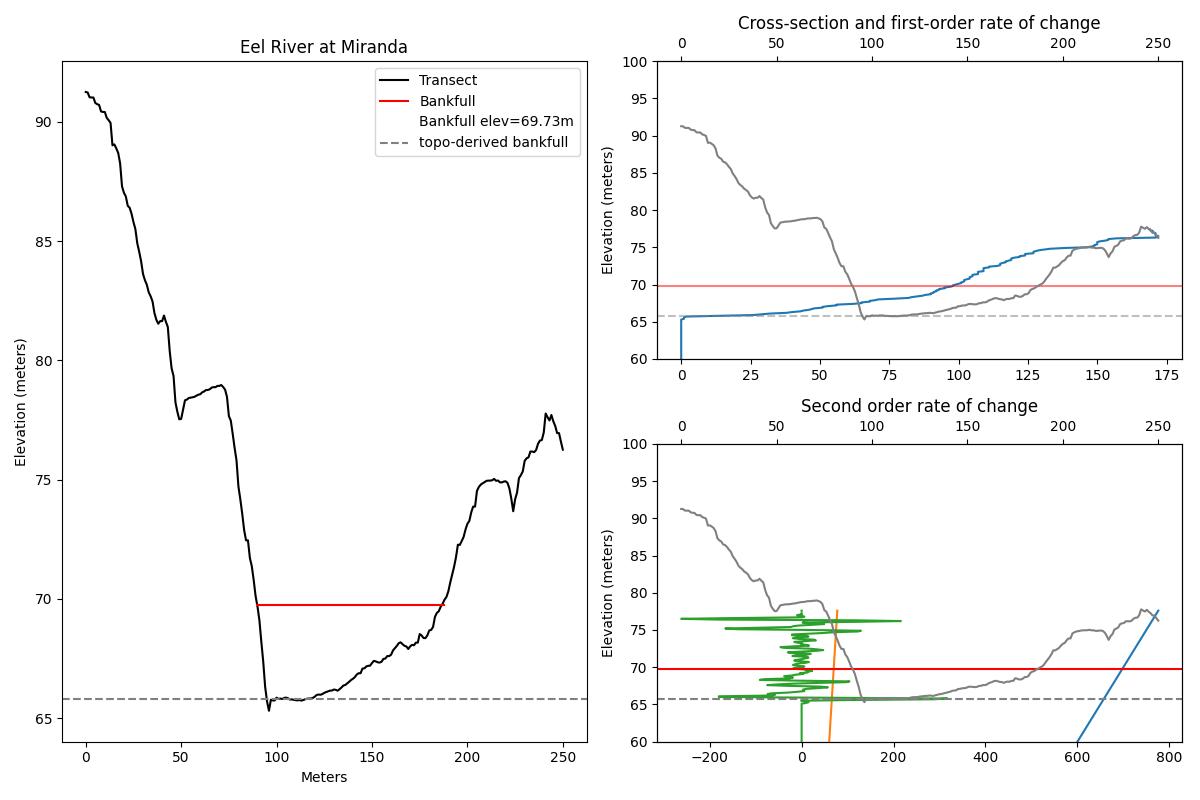 Eel River at Miranda
Transect
Bankfull
Bankfull elev=69.73m
topo-derived bankfull
Elevation (meters)
90
85
80
75
70
65
0 50 100 150 200 250
Meters
Cross-section and first-order rate of change
0 50 100 150 200 250
Elevation (meters)
100
95
90
85
80
75
70
65
60
0 25 50 75 100 125 150 175
Second order rate of change
0 50 100 150 200 250
Elevation (meters)
100
95
90
85
80
75
70
65
60
−200 0 200 400 600 800